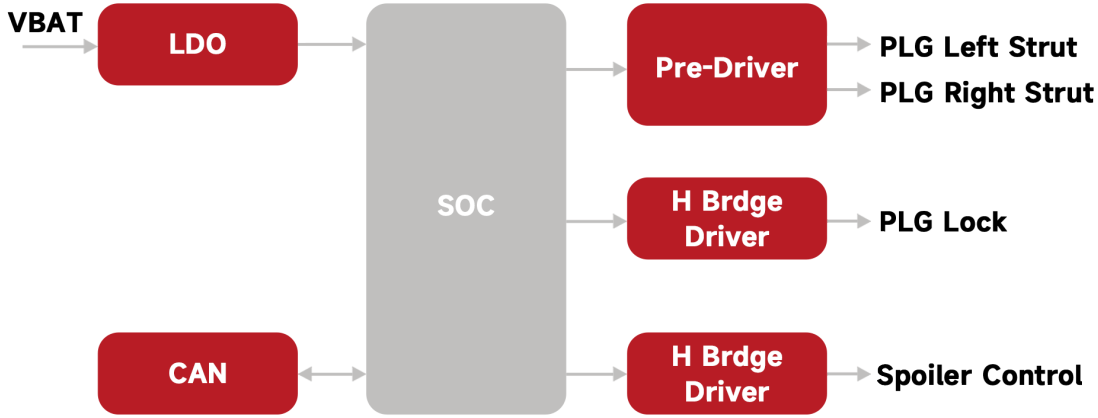 VBAT
LDO
Pre-Driver
PLG Left Strut
PLG Right Strut
SOC
H Brdge
Driver
PLG Lock
CAN
H Brdge
Driver
Spoiler Control